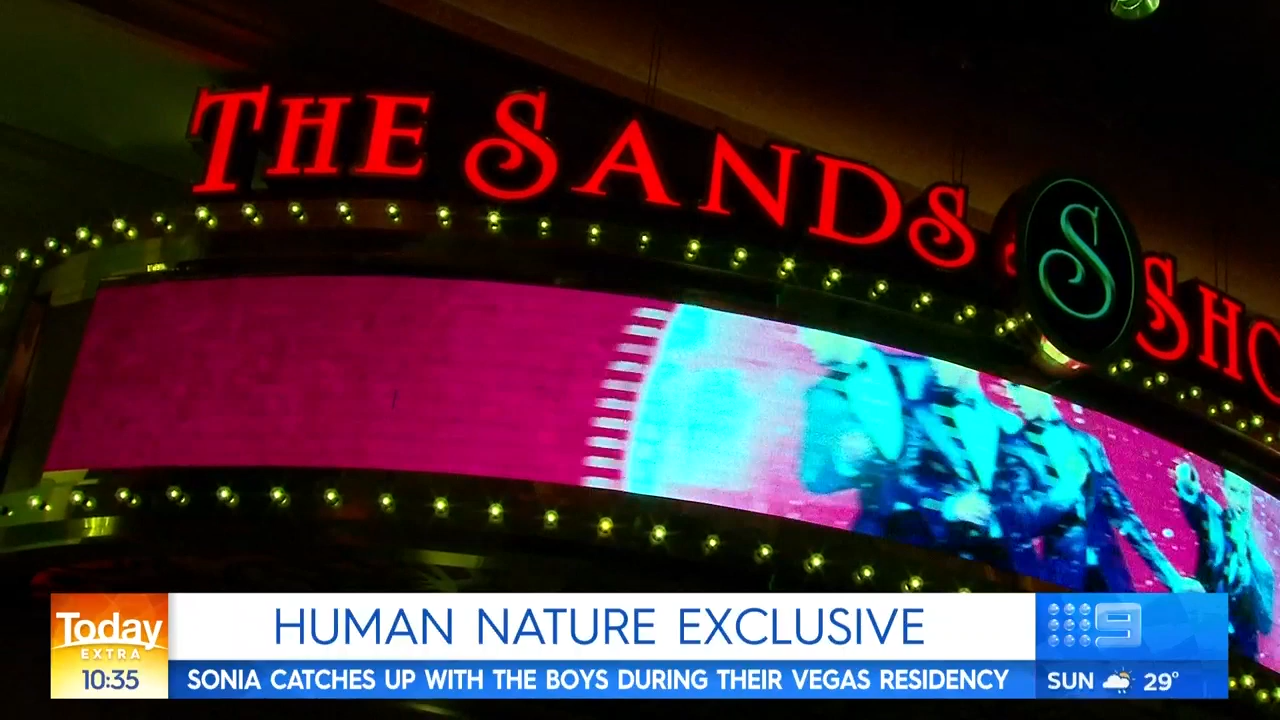 THE SANDS SHO
S
HUMAN NATURE EXCLUSIVE
Today
EXTRA
10:35
9
SONIA CATCHES UP WITH THE BOYS DURING THEIR VEGAS RESIDENCY
SUN 29°